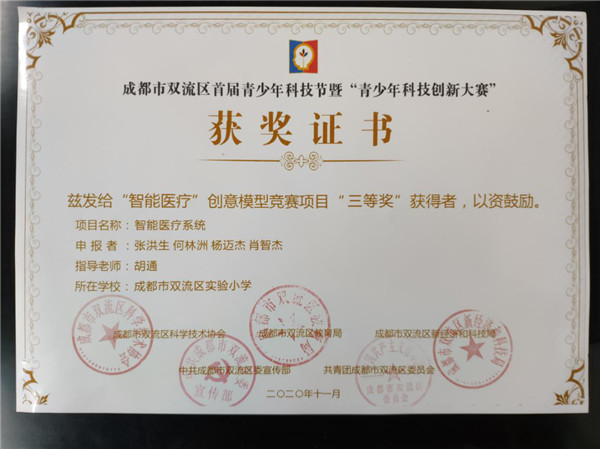 成都市双流区首届青少年科技节暨“青少年科技创新大赛”
获奖证书
兹发给“智能医疗”创意模型竞赛项目“三等奖”获得者，以资鼓励。
项目名称：智能医疗系统
申报者：张洪生 何林洲 杨迈杰 肖智杰
指导老师：胡通
所在学校：成都市双流区实验小学
成都市双流区科学技术协会 成都市双流区教育局 成都市双流区新经济和科技局
中共成都市双流区委宣传部 共青团成都市双流区委员会
宣传部
二〇二〇年十一月